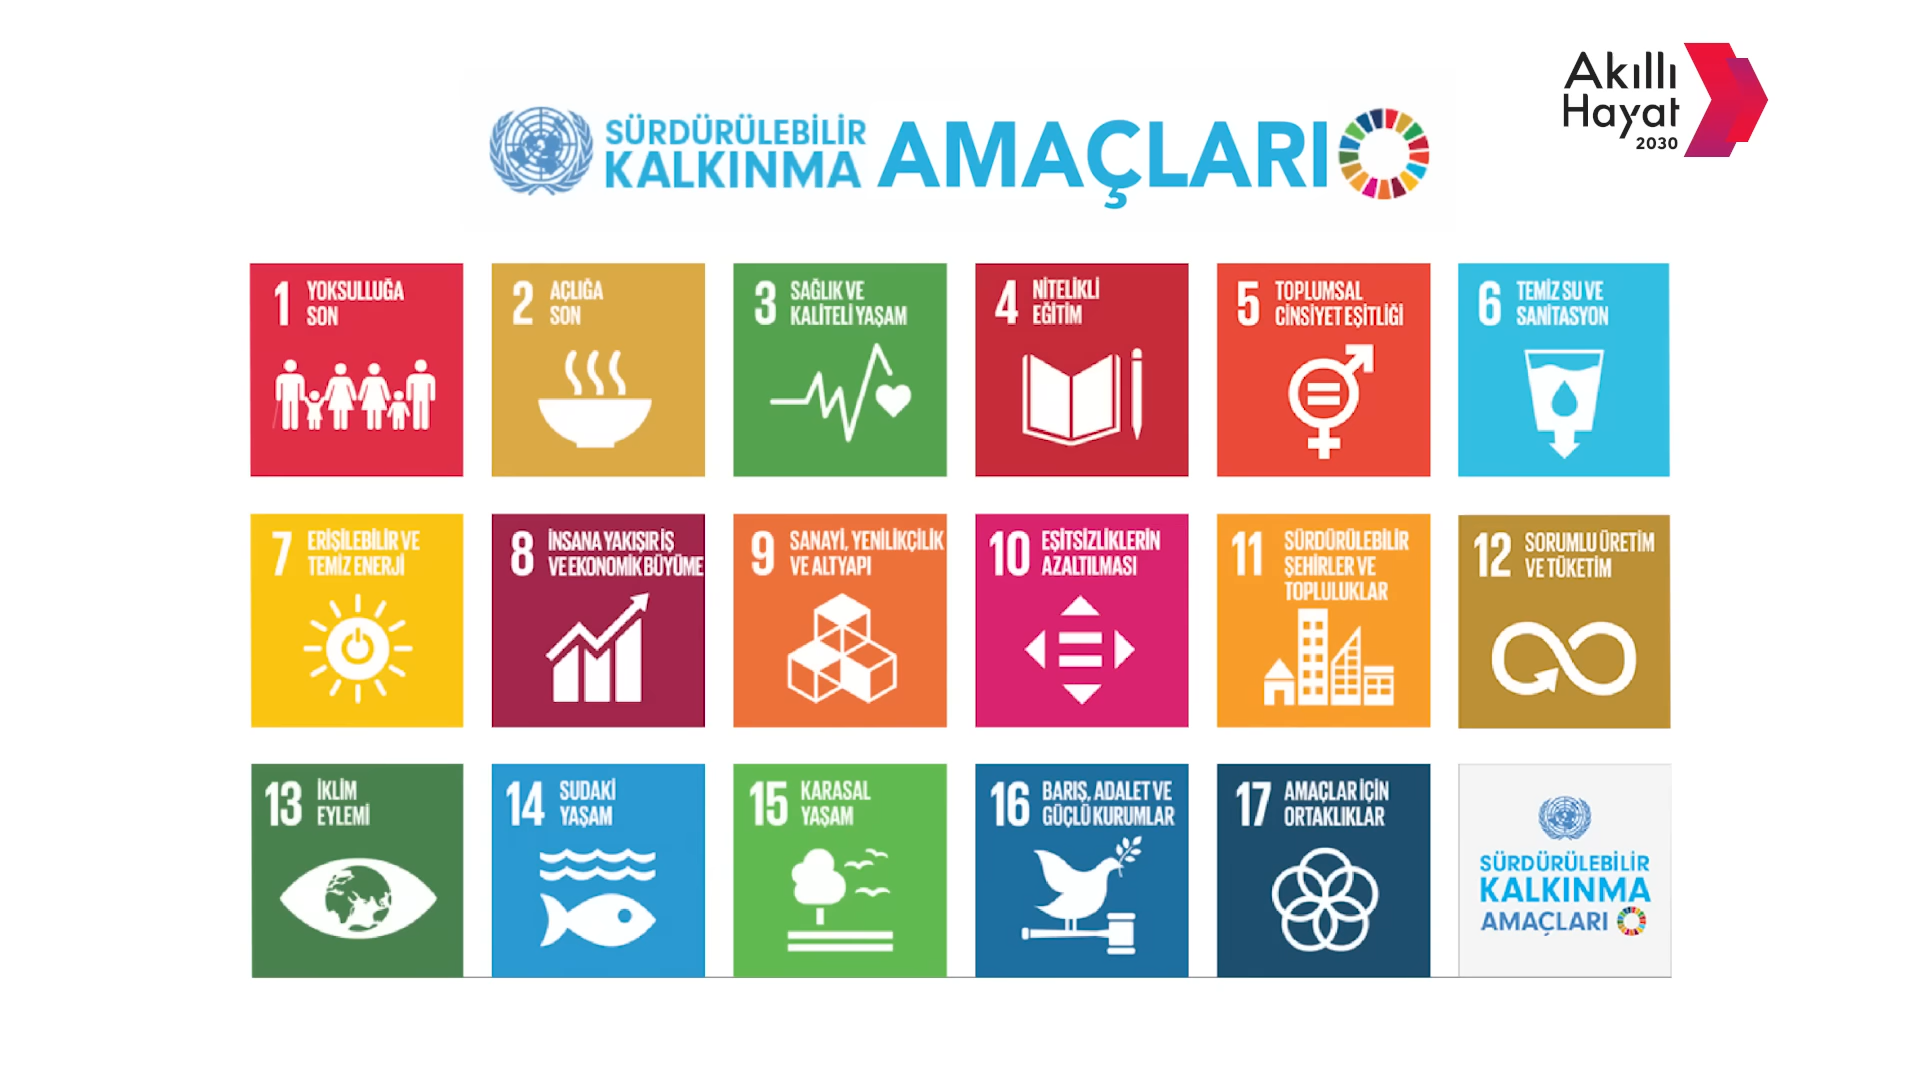 Akıllı
Hayat
2030
SÜRDÜRÜLEBİLİR
KALKINMA
AMAÇLARI
1 YOKSULLUĞA
SON
2 AÇLIĞA
SON
3 SAĞLIK VE
KALİTELİ YAŞAM
4 NİTELİKLİ
EĞİTİM
5 TOPLUMSAL
CİNSİYET EŞİTLİĞİ
6 TEMİZ SU VE
SANİTASYON
7 ERİŞİLEBİLİR VE
TEMİZ ENERJİ
8 İNSANA YAKIŞIR İŞ
VE EKONOMİK BÜYÜME
9 SANAYİ, YENİLİKÇİLİK
VE ALTYAPI
10 EŞİTSİZLİKLERİN
AZALTILMASI
11 SÜRDÜRÜLEBİLİR
ŞEHİRLER VE
TOPLULUKLAR
12 SORUMLU ÜRETİM
VE TÜKETİM
13 İKLİM
EYLEMİ
14 SUDAKİ
YAŞAM
15 KARASAL
YAŞAM
16 BARIŞ, ADALET VE
GÜÇLÜ KURUMLAR
17 AMAÇLAR İÇİN
ORTAKLIKLAR
SÜRDÜRÜLEBİLİR
KALKINMA
AMAÇLARI